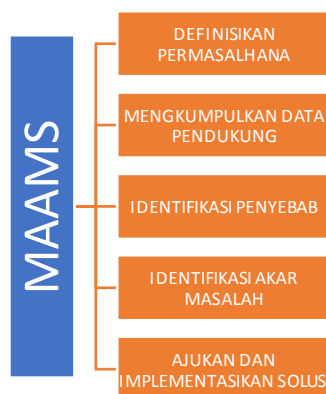 MAAMS
DEFINISIKAN
PERMASALHANA
MENGKUMPULKAN DATA
PENDUKUNG
IDENTIFIKASI PENYEBAB
IDENTIFIKASI AKAR
MASALAH
AJUKAN DAN
IMPLEMENTASIKAN SOLUS